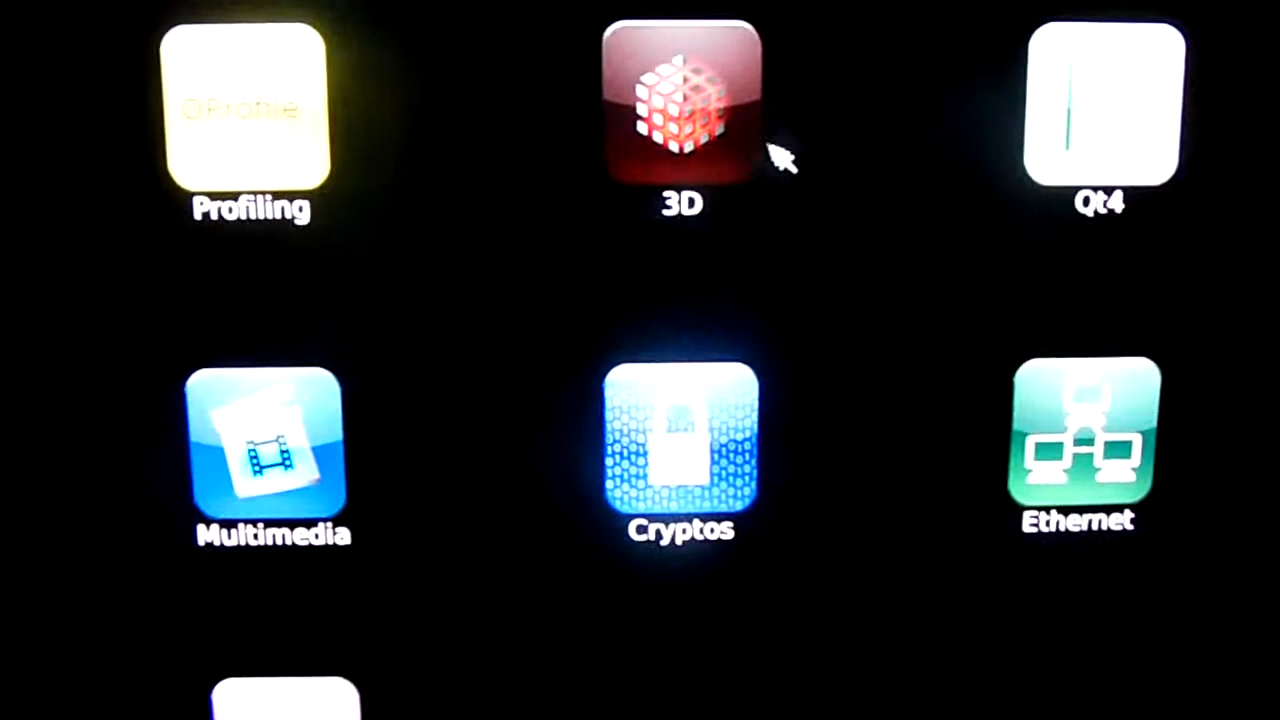 OProfile
Profiling
3D
Qt4
Multimedia
Cryptos
Ethernet